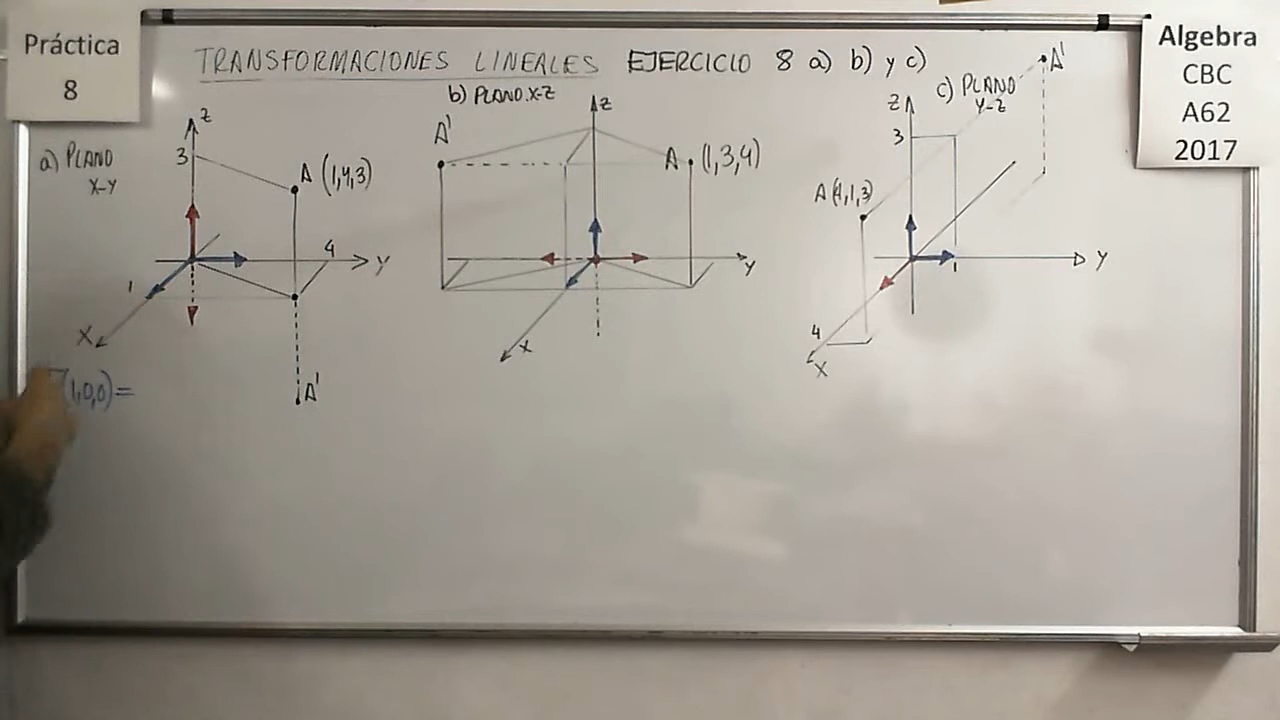 Práctica
8
TRANSFORMACIONES LINEALES EJERCICIO 8 a) b) y c)
Algebra
CBC
A62
2017
a) PLANO
X-Y
Z
3
A (1,4,3)
4
Y
1
X
A'
T(1,0,0)=
b) PLANO X-Z
Z
A'
A (1,3,4)
Y
X
c) PLANO
Y-Z
Z
3
A'
A(4,1,3)
1
Y
4
X